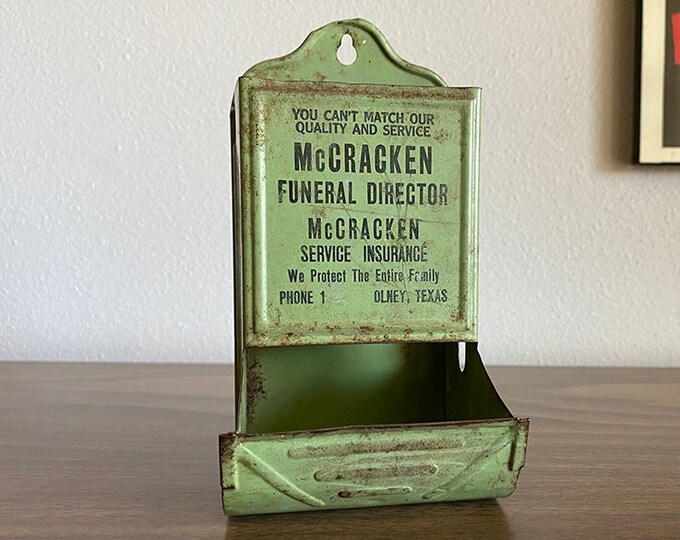 YOU CAN'T MATCH OUR
QUALITY AND SERVICE
McCRACKEN
FUNERAL DIRECTOR
McCRACKEN
SERVICE INSURANCE
We Protect The Entire Family
PHONE 1 OLNEY, TEXAS